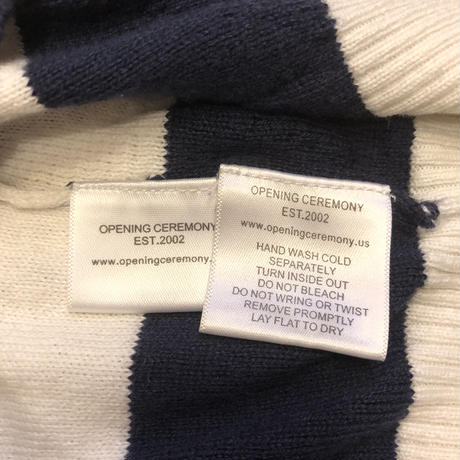 OPENING CEREMONY
EST.2002
www.openingceremony.
OPENING CEREMONY
EST.2002
www.openingceremony.us
HAND WASH COLD
SEPARATELY
TURN INSIDE OUT
DO NOT BLEACH
DO NOT WRING OR TWIST
REMOVE PROMPTLY
LAY FLAT TO DRY